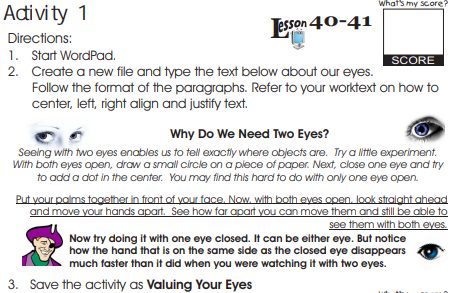 What's my score?
Activity 1
Lesson 40-41
SCORE
Directions:
1. Start WordPad.
2. Create a new file and type the text below about our eyes.
Follow the format of the paragraphs. Refer to your worktext on how to
center, left, right align and justify text.
Why Do We Need Two Eyes?
Seeing with two eyes enables us to tell exactly where objects are. Try a little experiment.
With both eyes open, draw a small circle on a piece of paper. Next, close one eye and try
to add a dot in the center. You may find this hard to do with only one eye open.
Put your palms together in front of your face. Now, with both eyes open, look straight ahead
and move your hands apart. See how far apart you can move them and still be able to
see them with both eyes.
Now try doing it with one eye closed. It can be either eye. But notice
how the hand that is on the same side as the closed eye disappears
much faster than it did when you were watching it with two eyes.
3. Save the activity as Valuing Your Eyes